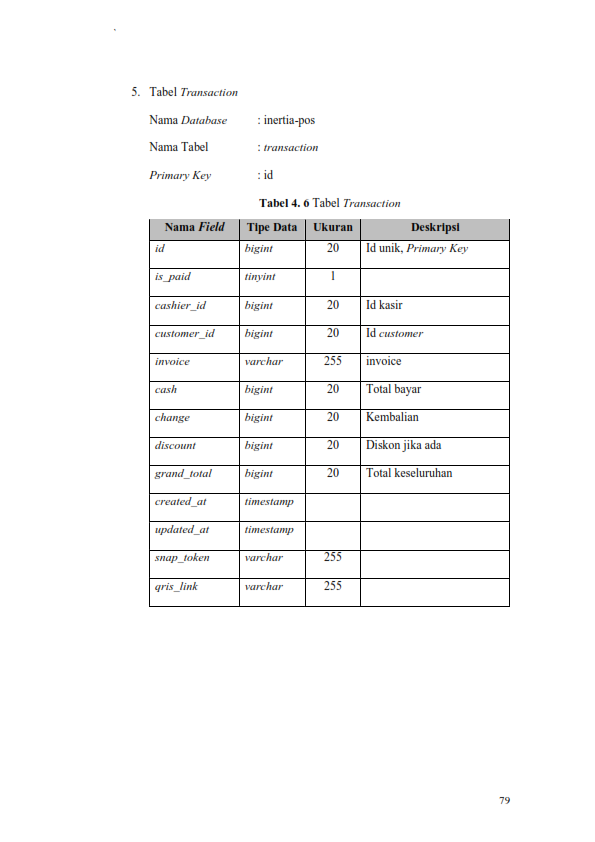 5. Tabel Transaction
Nama Database : inertia-pos
Nama Tabel : transaction
Primary Key : id
Tabel 4. 6 Tabel Transaction
Nama Field Tipe Data Ukuran Deskripsi
id bigint 20 Id unik, Primary Key
is_paid tinyint 1
cashier_id bigint 20 Id kasir
customer_id bigint 20 Id customer
invoice varchar 255 invoice
cash bigint 20 Total bayar
change bigint 20 Kembalian
discount bigint 20 Diskon jika ada
grand_total bigint 20 Total keseluruhan
created_at timestamp
updated_at timestamp
snap_token varchar 255
qris_link varchar 255
79